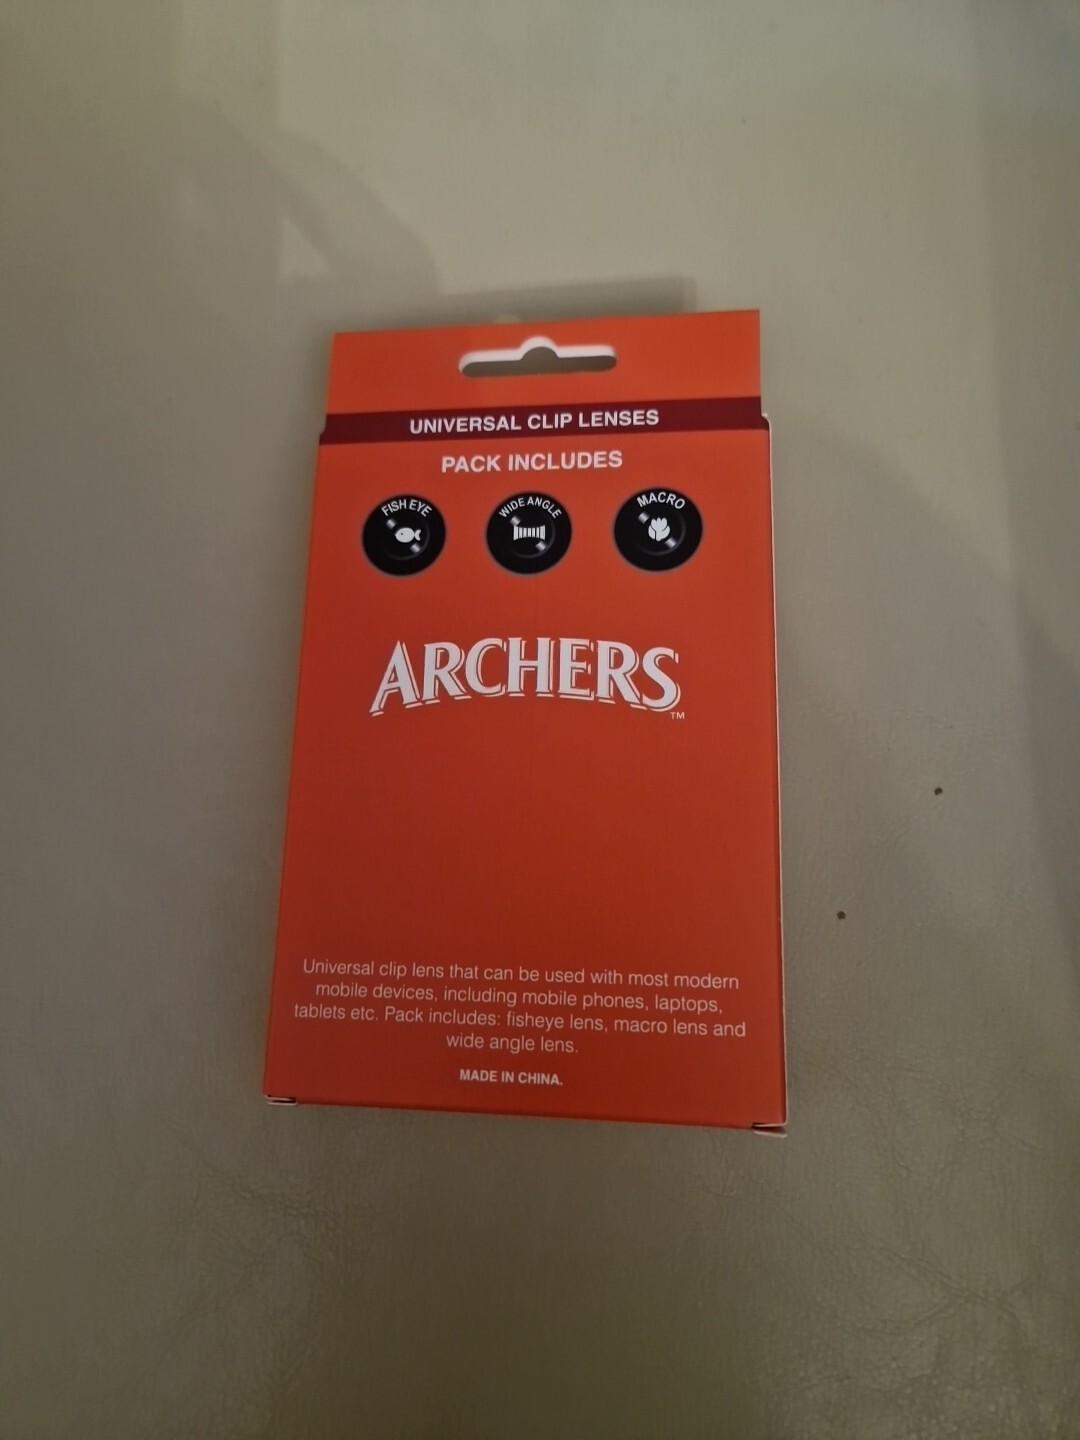 UNIVERSAL CLIP LENSES
PACK INCLUDES
FISH EYE
WIDE ANGLE
MACRO
ARCHERS
TM
Universal clip lens that can be used with most modern
mobile devices, including mobile phones, laptops,
tablets etc. Pack includes: fisheye lens, macro lens and
wide angle lens.
MADE IN CHINA.